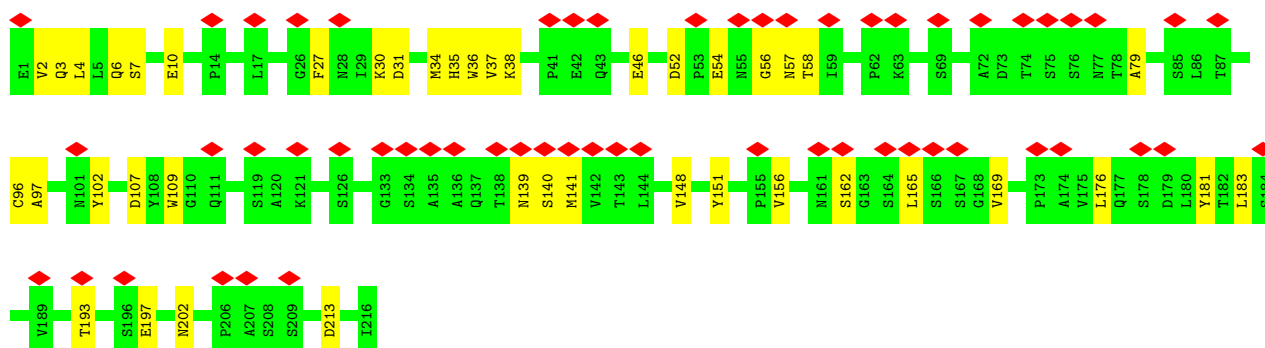 E1 V2 Q3 L4 L5 Q6 S7 E10 P14 L17 G26 F27 N28 I29 K30 D31 M34 H35 W36 V37 K38 P41 E42 Q43 E46 D52 P53 E54 N55 G56 N57 T58 I59 P62 K63 S69 A72 D73 T74 S75 S76 N77 T78 A79 S85 L86 T87
C96 A97 N101 Y102 D107 Y108 W109 G110 Q111 S119 A120 K121 S126 G133 S134 A135 A136 Q137 T138 N139 S140 M141 V142 T143 L144 V148 Y151 P155 V156 N161 S162 G163 S164 L165 S166 S167 G168 V169 P173 A174 V175 L176 Q177 S178 D179 L180 Y181 T182 L183 S184
V189 T193 S196 E197 N202 P206 A207 S208 S209 D213 I216